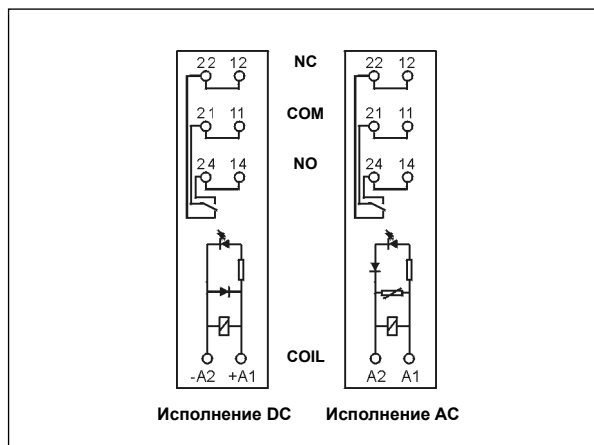 22 12 NC 22 12
21 11 COM 21 11
24 14 NO 24 14
-A2 +A1 COIL A2 A1
Исполнение DC Исполнение AC